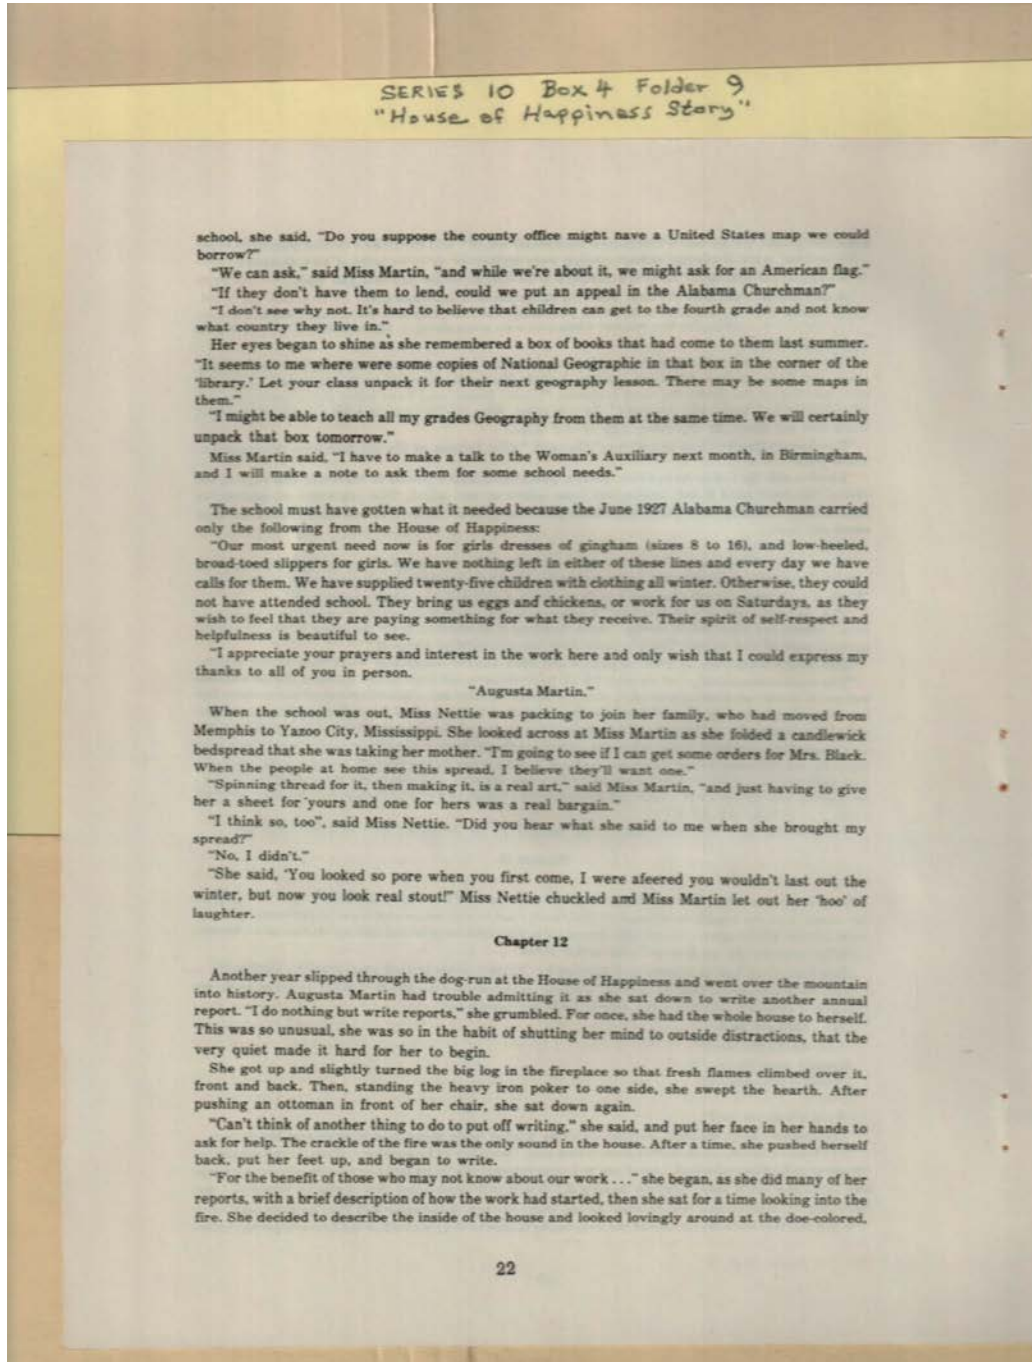 SERIES 10 Box 4 Folder 9
"House of Happiness Story"
school, she said, "Do you suppose the county office might nave a United States map we could
borrow?"
"We can ask," said Miss Martin, "and while we're about it, we might ask for an American flag."
"If they don't have them to lend, could we put an appeal in the Alabama Churchman?"
"I don't see why not. It's hard to believe that children can get to the fourth grade and not know
what country they live in."
Her eyes began to shine as she remembered a box of books that had come to them last summer.
"It seems to me where were some copies of National Geographic in that box in the corner of the
'library.' Let your class unpack it for their next geography lesson. There may be some maps in
them."
"I might be able to teach all my grades Geography from them at the same time. We will certainly
unpack that box tomorrow."
Miss Martin said, "I have to make a talk to the Woman's Auxiliary next month, in Birmingham,
and I will make a note to ask them for some school needs."
The school must have gotten what it needed because the June 1927 Alabama Churchman carried
only the following from the House of Happiness:
"Our most urgent need now is for girls dresses of gingham (sizes 8 to 16), and low-heeled,
broad-toed slippers for girls. We have nothing left in either of these lines and every day we have
calls for them. We have supplied twenty-five children with clothing all winter. Otherwise, they could
not have attended school. They bring us eggs and chickens, or work for us on Saturdays, as they
wish to feel that they are paying something for what they receive. Their spirit of self-respect and
helpfulness is beautiful to see.
"I appreciate your prayers and interest in the work here and only wish that I could express my
thanks to all of you in person.
"Augusta Martin."
When the school was out, Miss Nettie was packing to join her family, who had moved from
Memphis to Yazoo City, Mississippi. She looked across at Miss Martin as she folded a candlewick
bedspread that she was taking her mother. "I'm going to see if I can get some orders for Mrs. Black.
When the people at home see this spread, I believe they'll want one."
"Spinning thread for it, then making it, is a real art," said Miss Martin, "and just having to give
her a sheet for yours and one for hers was a real bargain."
"I think so, too", said Miss Nettie. "Did you hear what she said to me when she brought my
spread?"
"No, I didn't."
"She said, 'You looked so pore when you first come, I were afeered you wouldn't last out the
winter, but now you look real stout!" Miss Nettie chuckled and Miss Martin let out her 'hoo' of
laughter.
Chapter 12
Another year slipped through the dog-run at the House of Happiness and went over the mountain
into history. Augusta Martin had trouble admitting it as she sat down to write another annual
report. "I do nothing but write reports," she grumbled. For once, she had the whole house to herself.
This was so unusual, she was so in the habit of shutting her mind to outside distractions, that the
very quiet made it hard for her to begin.
She got up and slightly turned the big log in the fireplace so that fresh flames climbed over it,
front and back. Then, standing the heavy iron poker to one side, she swept the hearth. After
pushing an ottoman in front of her chair, she sat down again.
"Can't think of another thing to do to put off writing," she said, and put her face in her hands to
ask for help. The crackle of the fire was the only sound in the house. After a time, she pushed herself
back, put her feet up, and began to write.
"For the benefit of those who may not know about our work . . ." she began, as she did many of her
reports, with a brief description of how the work had started, then she sat for a time looking into the
fire. She decided to describe the inside of the house and looked lovingly around at the doe-colored,
22